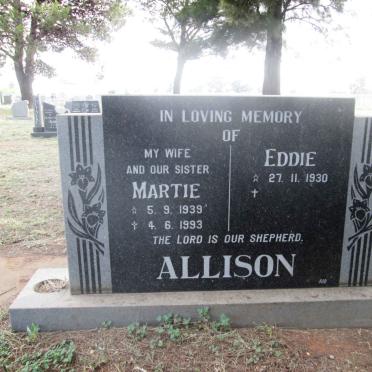 IN LOVING MEMORY
OF
MY WIFE
AND OUR SISTER
MARTIE
☆ 5. 9. 1939
† 4. 6. 1993
EDDIE
☆ 27. 11. 1930
†
THE LORD IS OUR SHEPHERD.
ALLISON